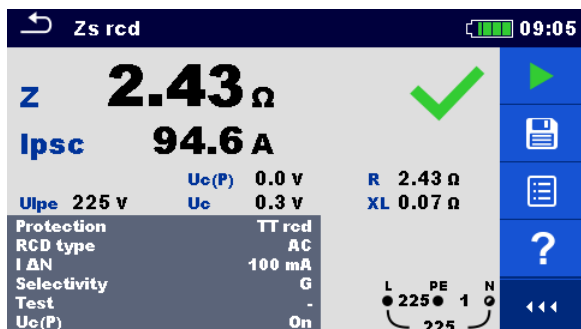 Zs rcd 09:05
Z 2.43 Ω
Ipsc 94.6 A
Uc(P) 0.0 V R 2.43 Ω
Ulpe 225 V Uc 0.3 V XL 0.07 Ω
Protection TT rcd
RCD type AC
I ΔN 100 mA
Selectivity G
Test -
Uc(P) On
?
L PE N
225 1
225